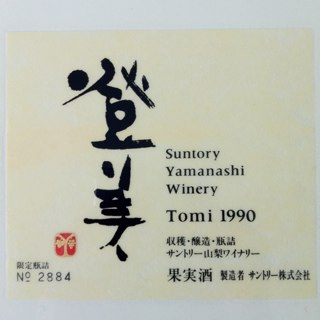 登美
Suntory
Yamanashi
Winery
Tomi 1990
収穫・醸造・瓶詰
サントリー山梨ワイナリー
限定瓶詰
No 2884
果実酒 製造者 サントリー株式会社